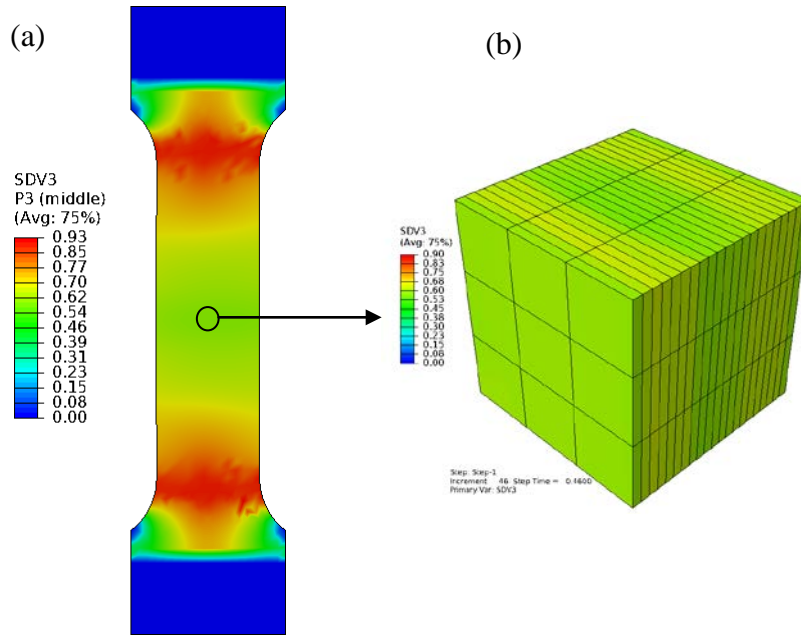 (a)
(b)
SDV3
P3 (middle)
(Avg: 75%)
0.93
0.85
0.77
0.70
0.62
0.54
0.46
0.39
0.31
0.23
0.15
0.08
0.00
SDV3
(Avg: 75%)
0.90
0.83
0.75
0.68
0.60
0.53
0.45
0.38
0.30
0.23
0.15
0.08
0.00
Step: Step-1
Increment 46 Step Time = 0.4600
Primary Var: SDV3